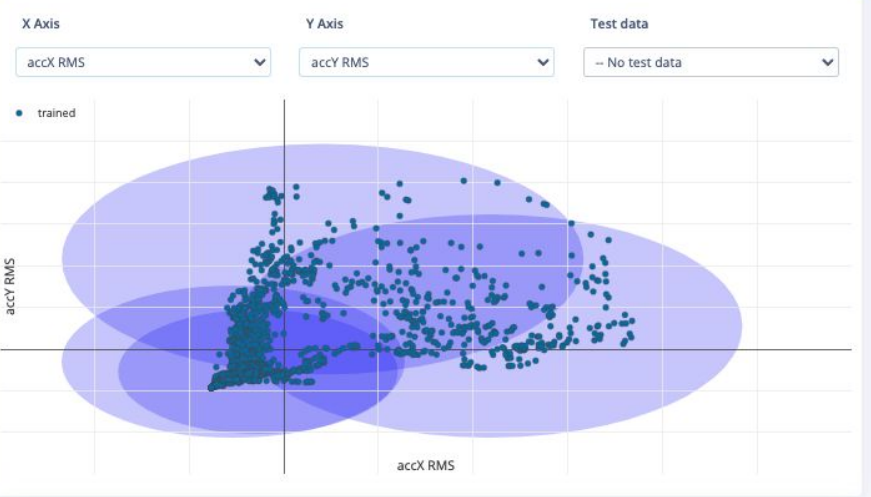 X Axis
Y Axis
Test data
accX RMS
accY RMS
-- No test data
trained
accY RMS
accX RMS